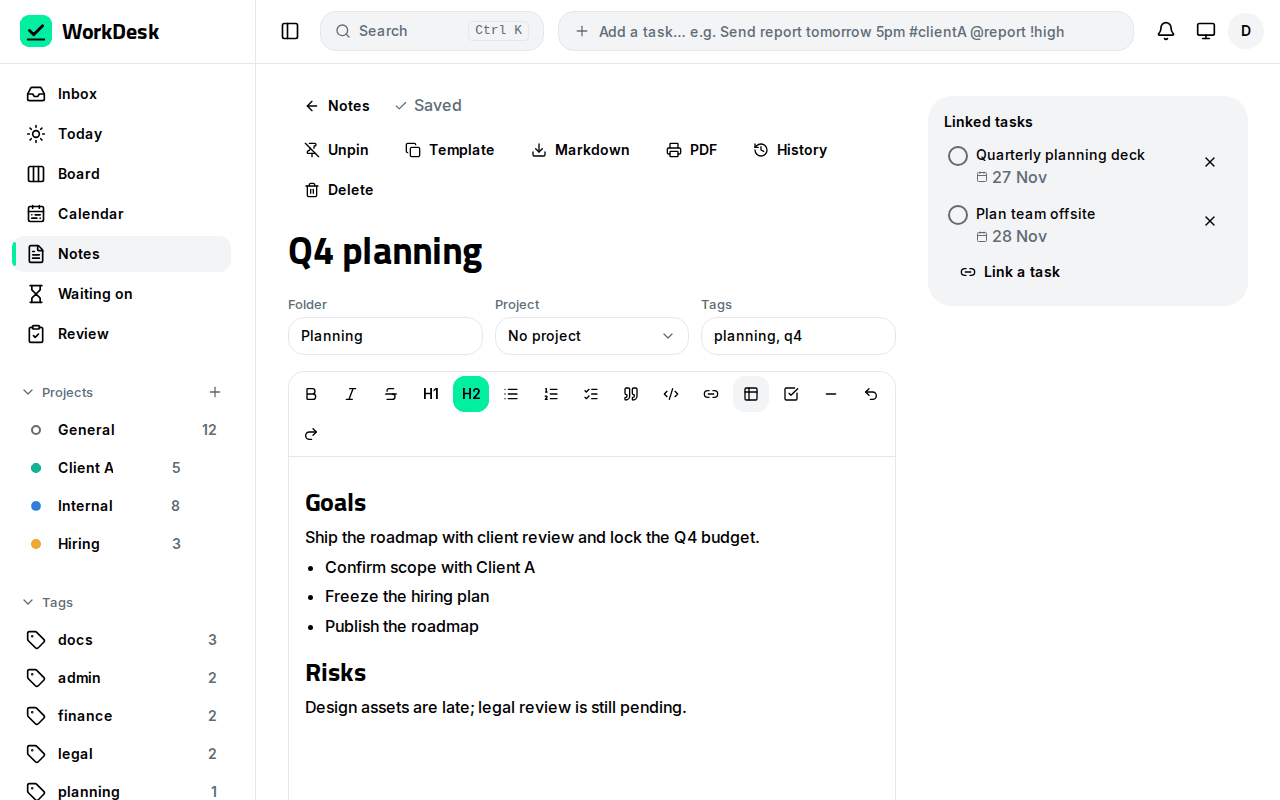 WorkDesk
Search
Ctrl K
Add a task... e.g. Send report tomorrow 5pm #clientA @report !high
D
Inbox
Today
Board
Calendar
Notes
Waiting on
Review
Projects
General 12
Client A 5
Internal 8
Hiring 3
Tags
docs 3
admin 2
finance 2
legal 2
planning 1
Notes
Saved
Unpin
Template
Markdown
PDF
History
Delete
Q4 planning
Folder
Project
Tags
Planning
No project
planning, q4
H1
H2
Goals
Ship the roadmap with client review and lock the Q4 budget.
Confirm scope with Client A
Freeze the hiring plan
Publish the roadmap
Risks
Design assets are late; legal review is still pending.
Linked tasks
Quarterly planning deck
27 Nov
Plan team offsite
28 Nov
Link a task